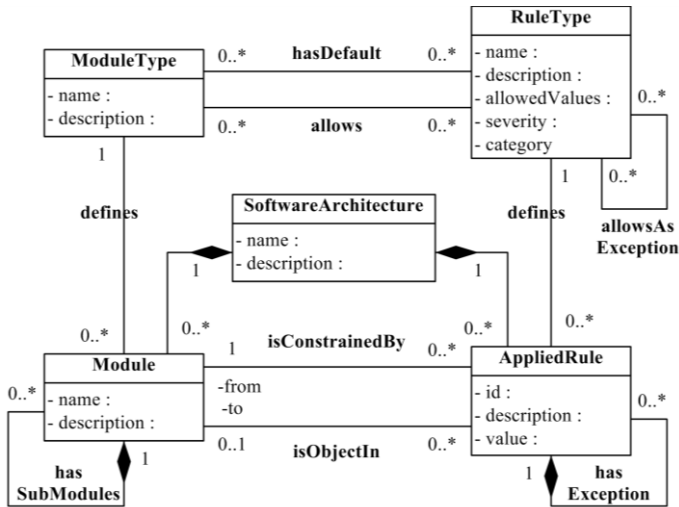 RuleType
- name :
- description :
- allowedValues :
- severity :
- category
ModuleType
- name :
- description :
0..*
hasDefault
0..*
0..*
allows
0..*
0..*
0..*
allowsAs
Exception
1
defines
0..*
1
defines
0..*
SoftwareArchitecture
- name :
- description :
1
1
0..*
0..*
Module
- name :
- description :
1
isConstrainedBy
0..*
-from
-to
0..1
isObjectIn
0..*
AppliedRule
- id :
- description :
- value :
0..*
1
has
SubModules
0..*
1
has
Exception